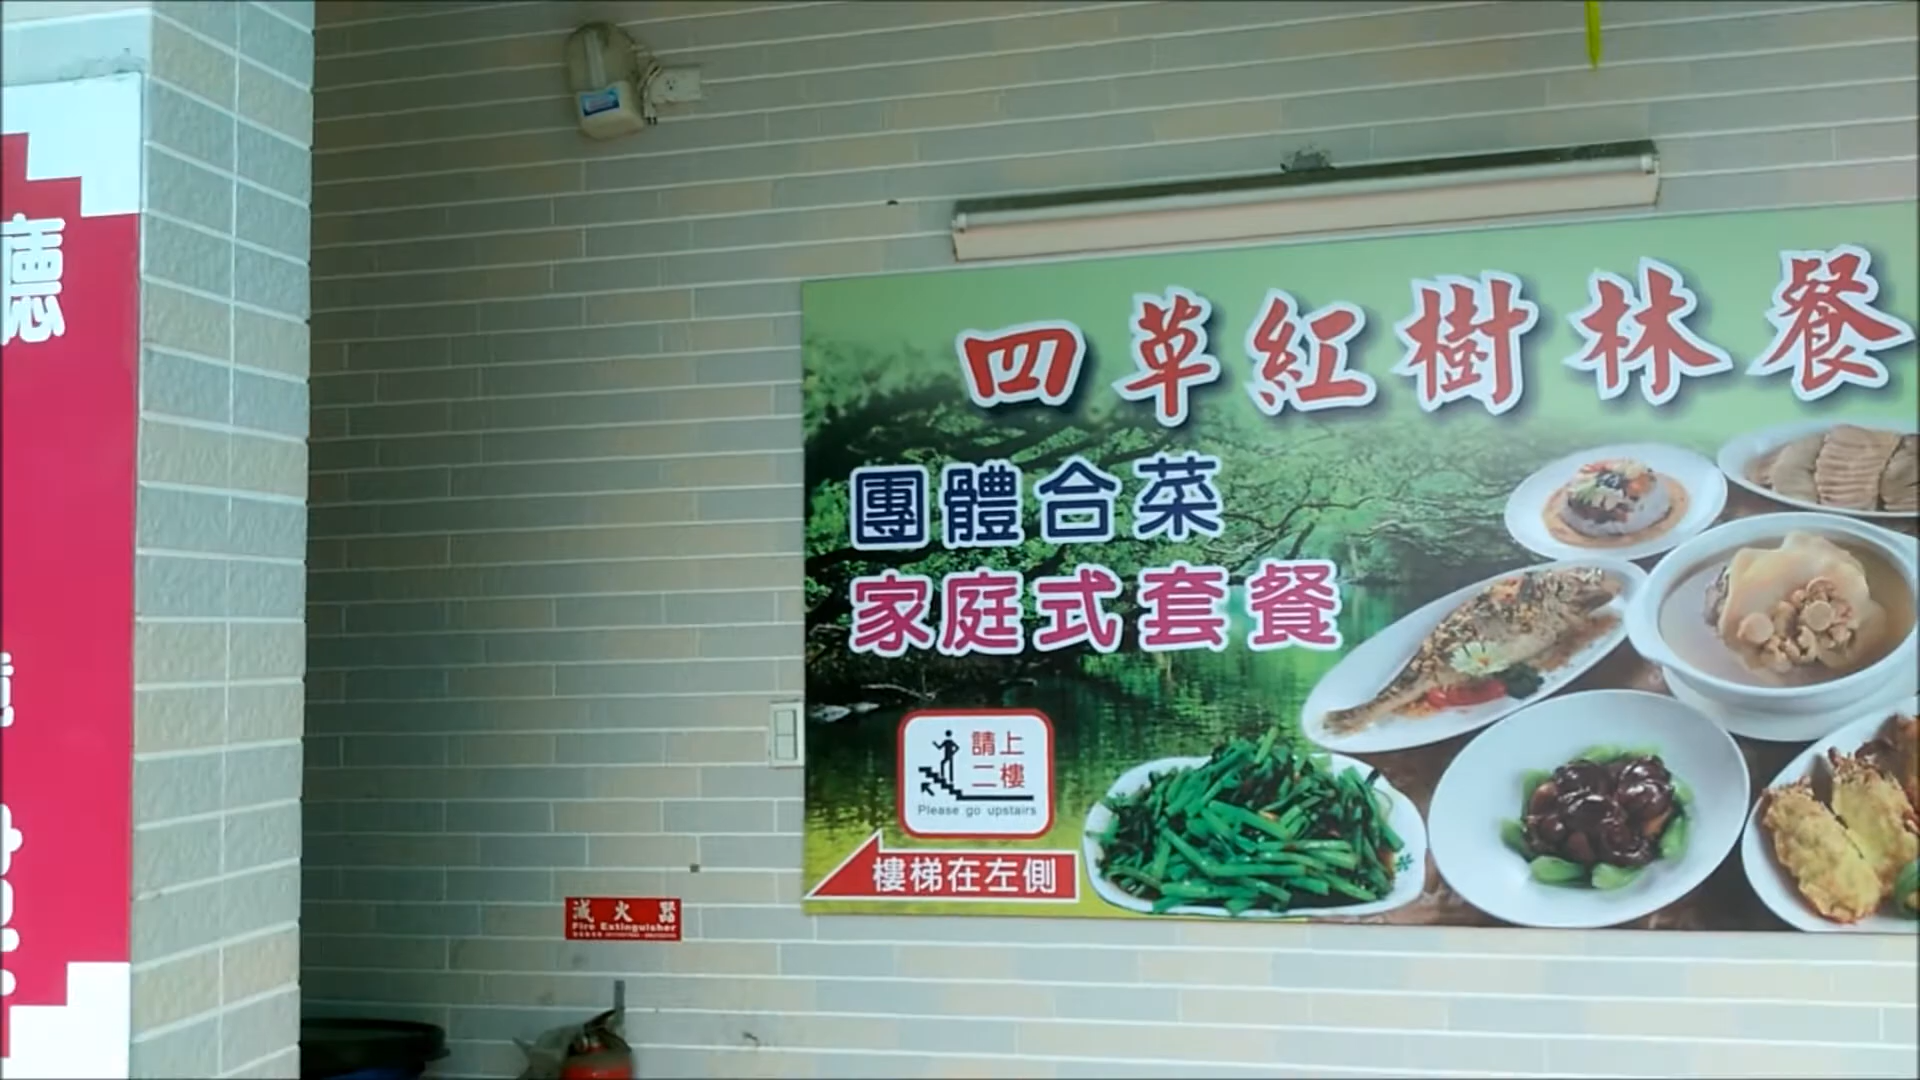 廳
四草紅樹林餐
團體合菜
家庭式套餐
請上
二樓
Please go upstairs
樓梯在左側
滅火器
Fire Extinguisher